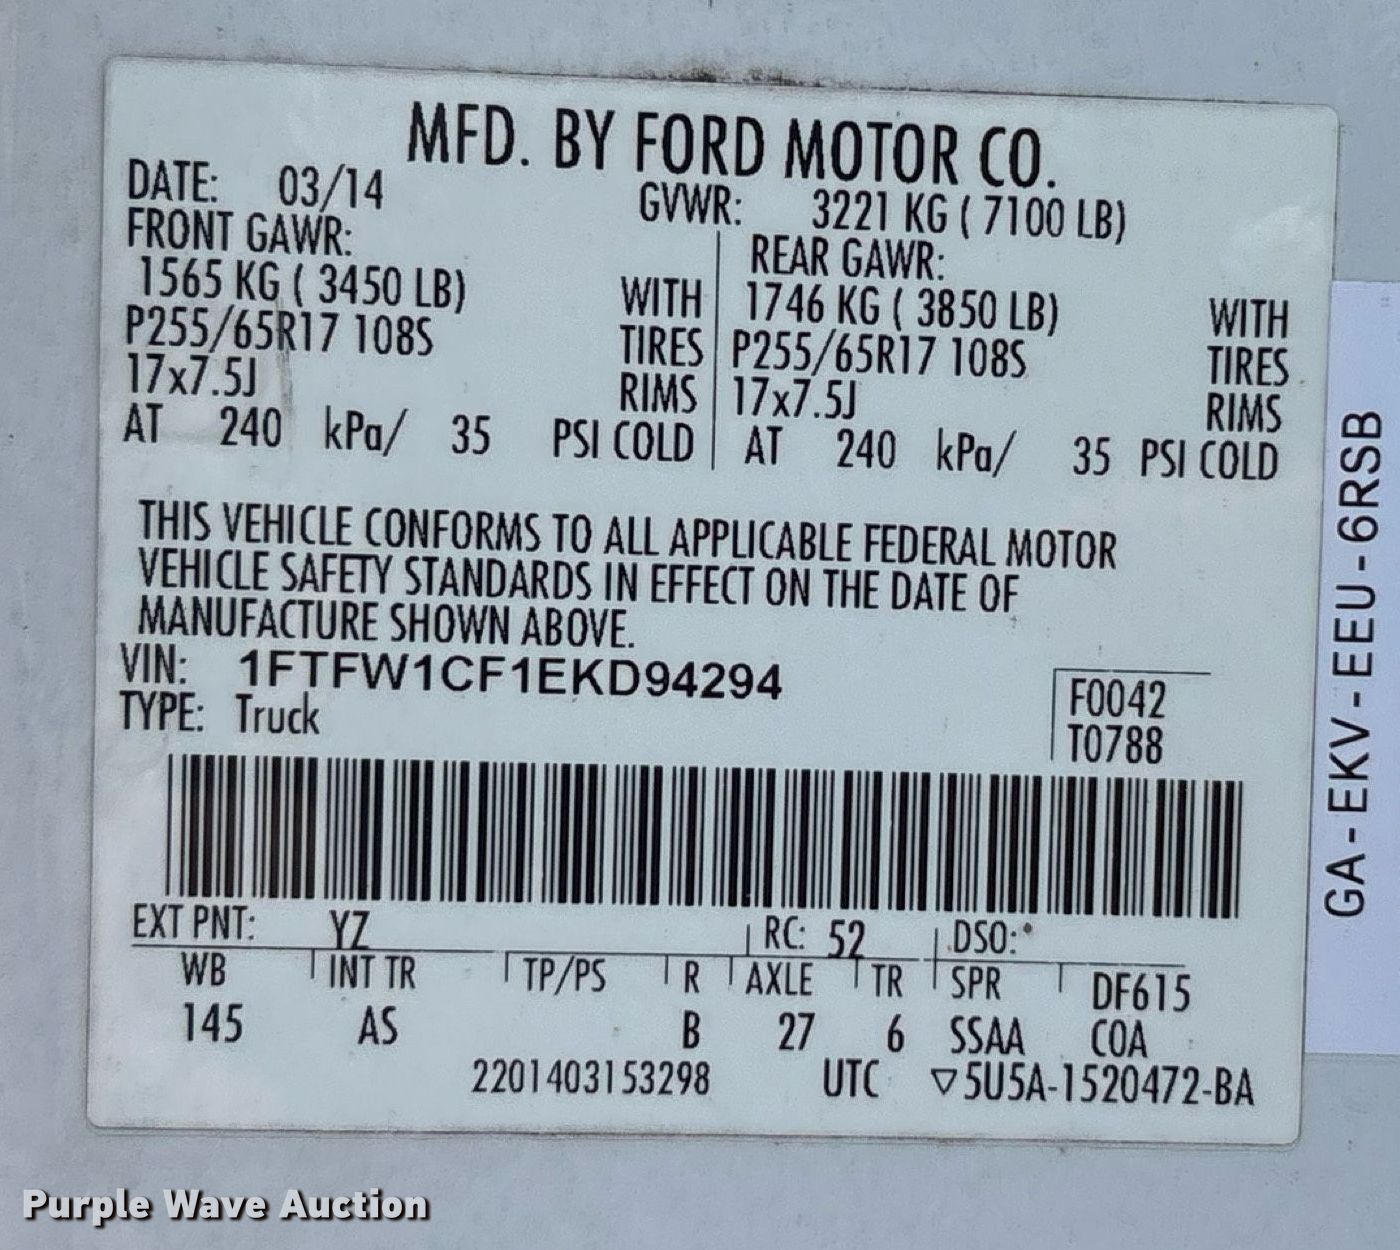 MFD. BY FORD MOTOR CO.
DATE: 03/14 GVWR: 3221 KG ( 7100 LB)
FRONT GAWR: REAR GAWR:
1565 KG ( 3450 LB) WITH 1746 KG ( 3850 LB) WITH
P255/65R17 108S TIRES P255/65R17 108S TIRES
17x7.5J RIMS 17x7.5J RIMS
AT 240 kPa/ 35 PSI COLD AT 240 kPa/ 35 PSI COLD
THIS VEHICLE CONFORMS TO ALL APPLICABLE FEDERAL MOTOR
VEHICLE SAFETY STANDARDS IN EFFECT ON THE DATE OF
MANUFACTURE SHOWN ABOVE.
VIN: 1FTFW1CF1EKD94294
TYPE: Truck
F0042
T0788
EXT PNT: YZ RC: 52 DSO:
WB INT TR TP/PS R AXLE TR SPR DF615
145 AS B 27 6 SSAA COA
2201403153298 UTC ▽5U5A-1520472-BA
GA-EKV-EEU-6RSB
Purple Wave Auction